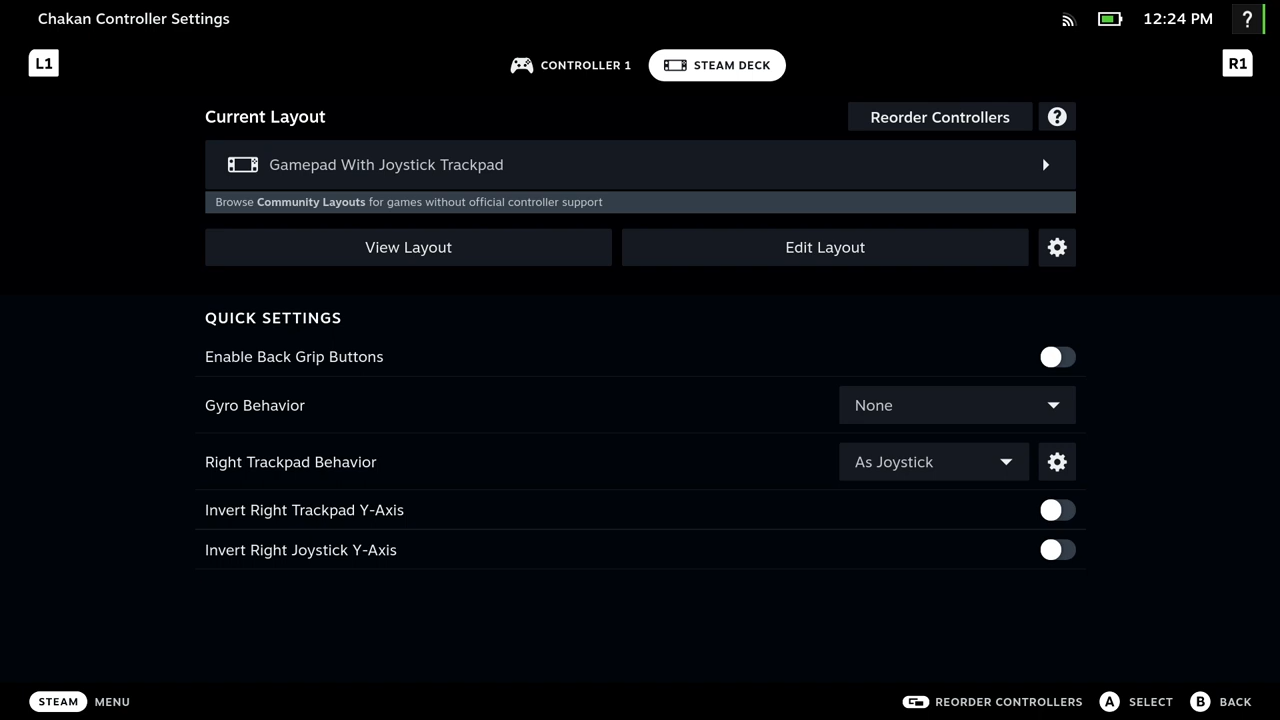 Chakan Controller Settings
12:24 PM
?
L1
CONTROLLER 1
STEAM DECK
R1
Current Layout
Reorder Controllers
?
Gamepad With Joystick Trackpad
Browse Community Layouts for games without official controller support
View Layout
Edit Layout
QUICK SETTINGS
Enable Back Grip Buttons
Gyro Behavior
None
Right Trackpad Behavior
As Joystick
Invert Right Trackpad Y-Axis
Invert Right Joystick Y-Axis
STEAM MENU
REORDER CONTROLLERS
A SELECT
B BACK